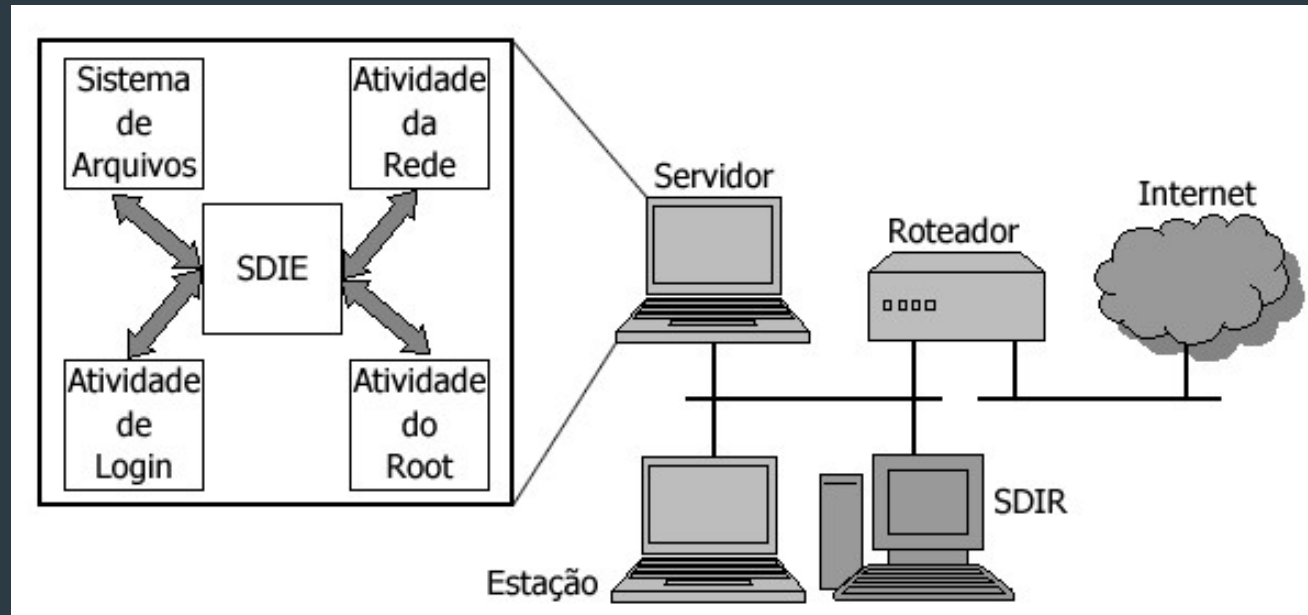 Sistema
de
Arquivos
Atividade
da
Rede
SDIE
Atividade
de
Login
Atividade
do
Root
Servidor
Roteador
Internet
Estação
SDIR